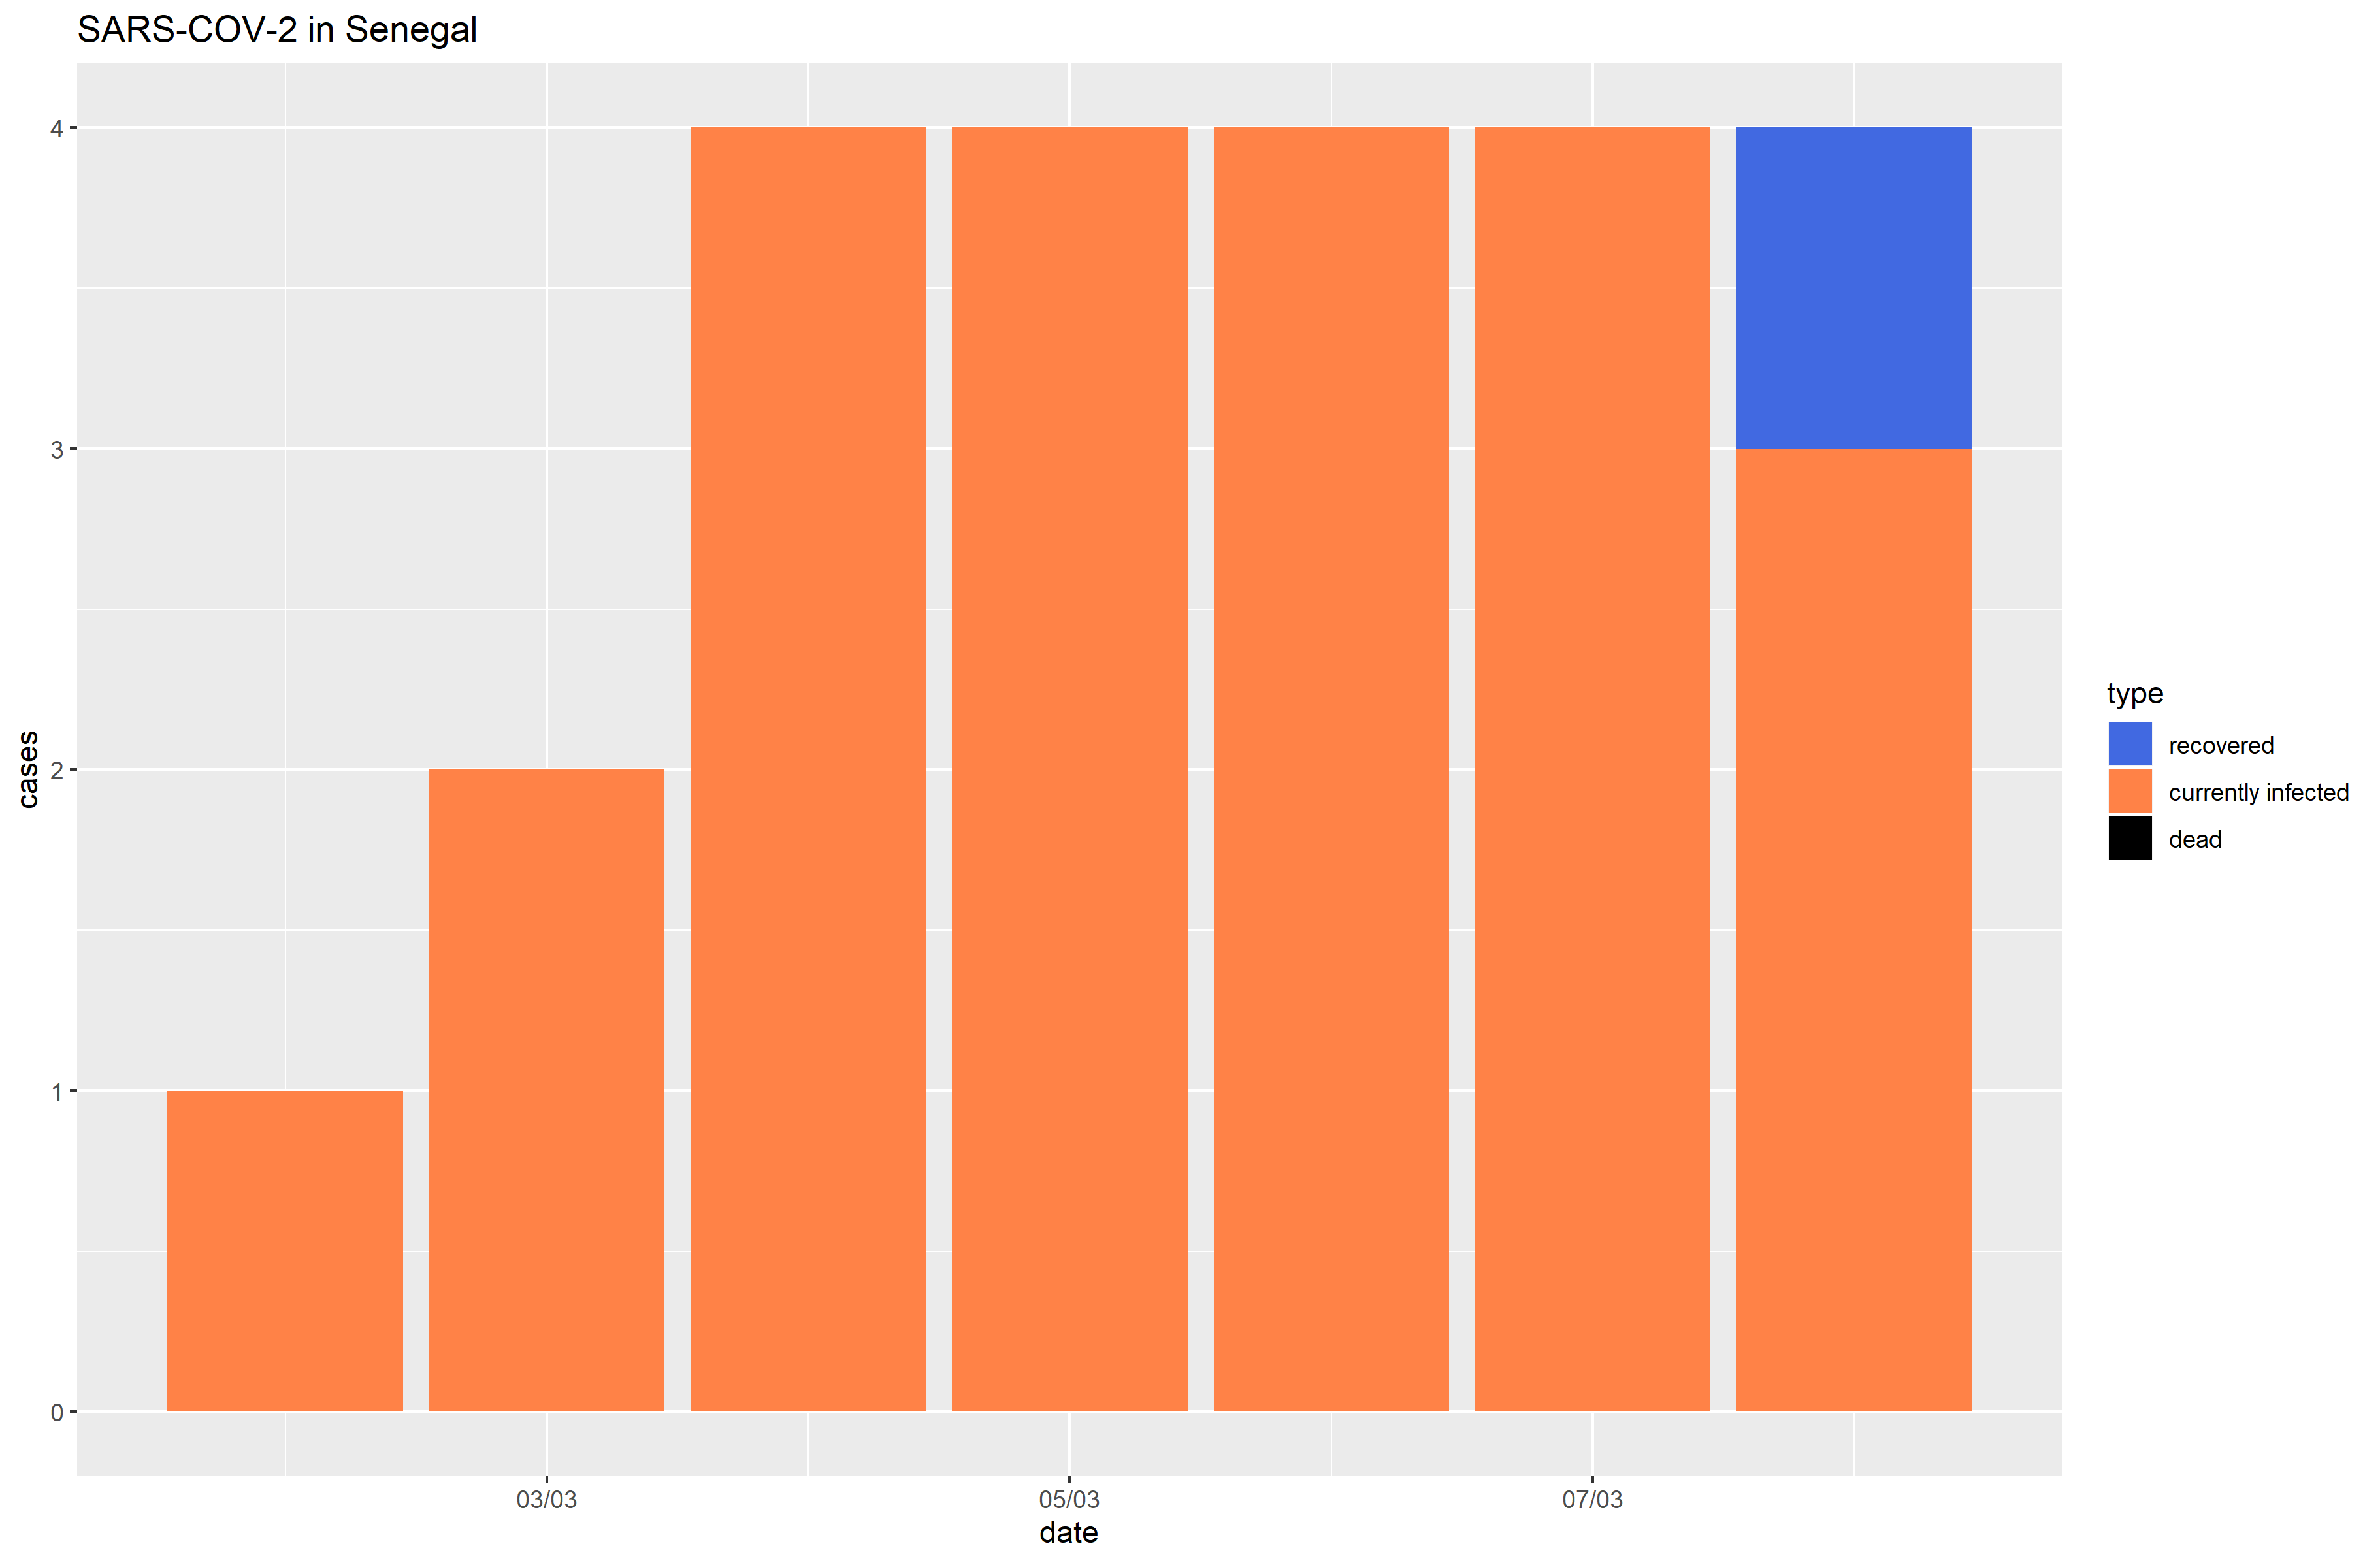 SARS-COV-2 in Senegal
cases
4
3
2
1
0
03/03 05/03 07/03
date
type
recovered
currently infected
dead